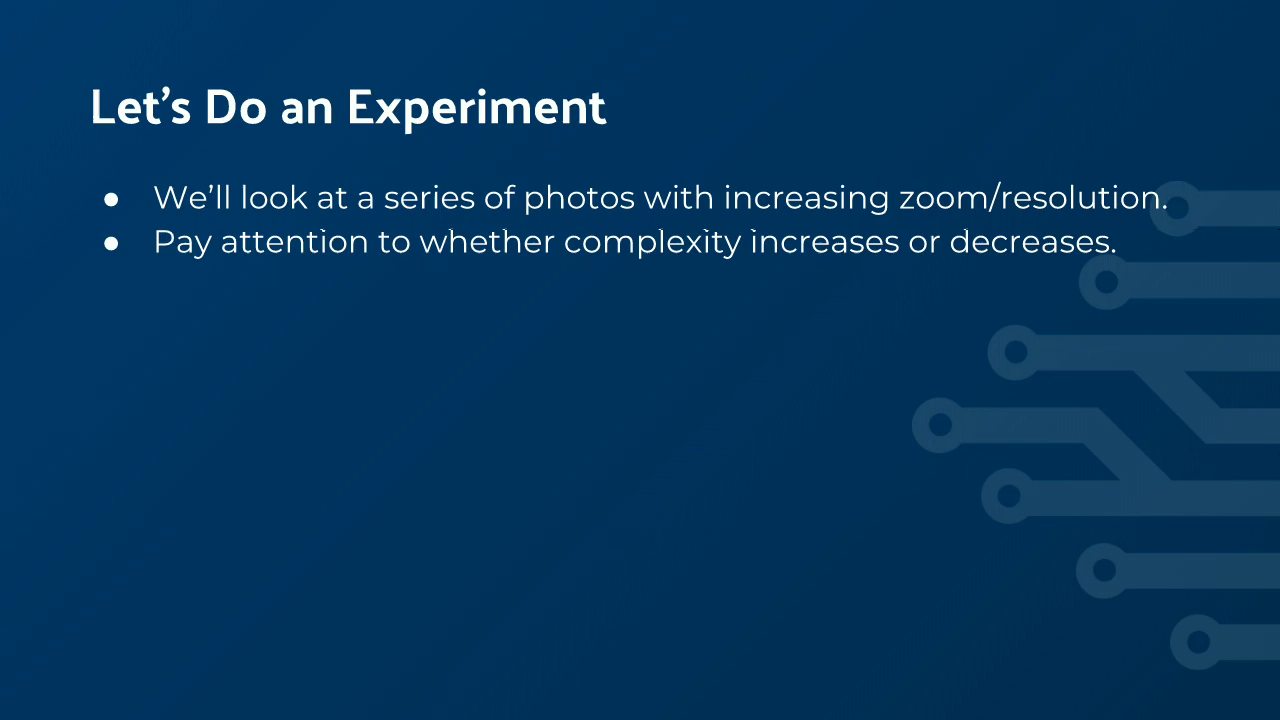 Let’s Do an Experiment
● We’ll look at a series of photos with increasing zoom/resolution.
● Pay attention to whether complexity increases or decreases.